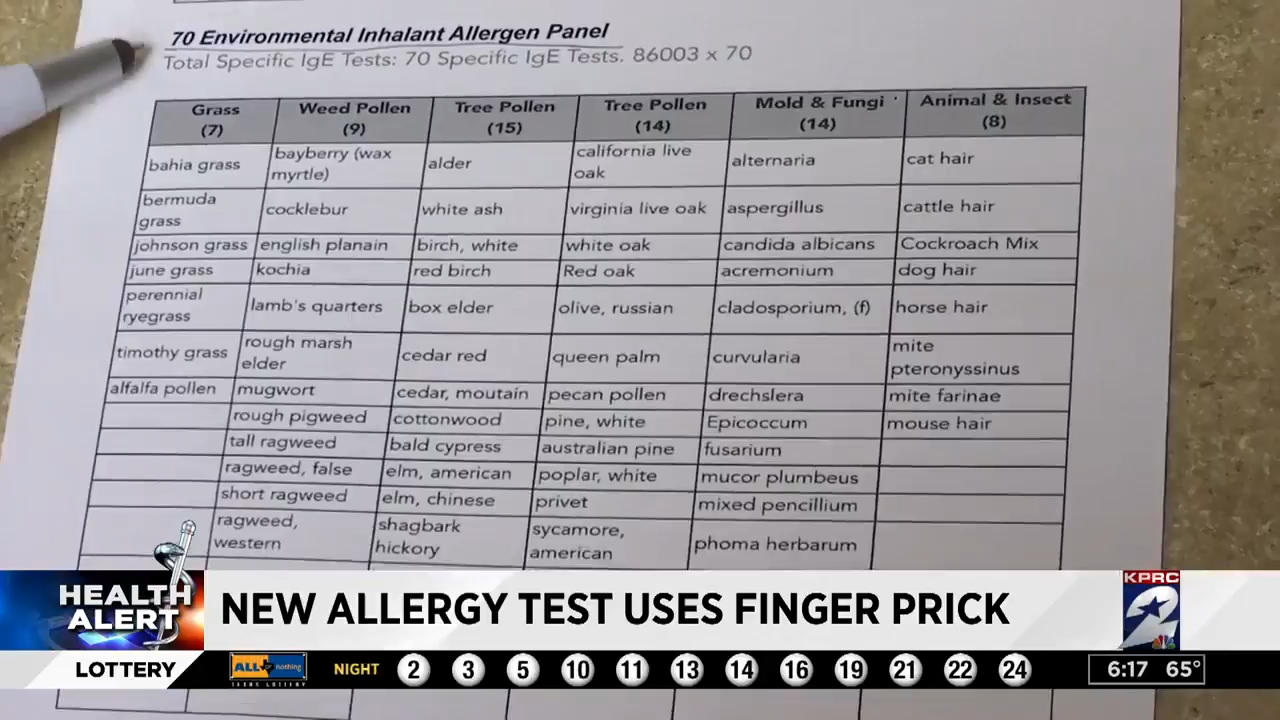 70 Environmental Inhalant Allergen Panel
Total Specific IgE Tests: 70 Specific IgE Tests. 86003 x 70
Grass (7) Weed Pollen (9) Tree Pollen (15) Tree Pollen (14) Mold & Fungi (14) Animal & Insect (8)
bahia grass bayberry (wax myrtle) alder california live oak alternaria cat hair
bermuda grass cocklebur white ash virginia live oak aspergillus cattle hair
johnson grass english planain birch, white white oak candida albicans Cockroach Mix
june grass kochia red birch Red oak acremonium dog hair
perennial ryegrass lamb's quarters box elder olive, russian cladosporium, (f) horse hair
timothy grass rough marsh elder cedar red queen palm curvularia mite pteronyssinus
alfalfa pollen mugwort cedar, moutain pecan pollen drechslera mite farinae
rough pigweed cottonwood pine, white Epicoccum mouse hair
tall ragweed bald cypress australian pine fusarium
ragweed, false elm, american poplar, white mucor plumbeus
short ragweed elm, chinese privet mixed pencillium
ragweed, western shagbark hickory sycamore, american phoma herbarum
HEALTH ALERT
NEW ALLERGY TEST USES FINGER PRICK
KPRC 2
LOTTERY ALL or nothing TEXAS LOTTERY NIGHT 2 3 5 10 11 13 14 16 19 21 22 24 6:17 65°